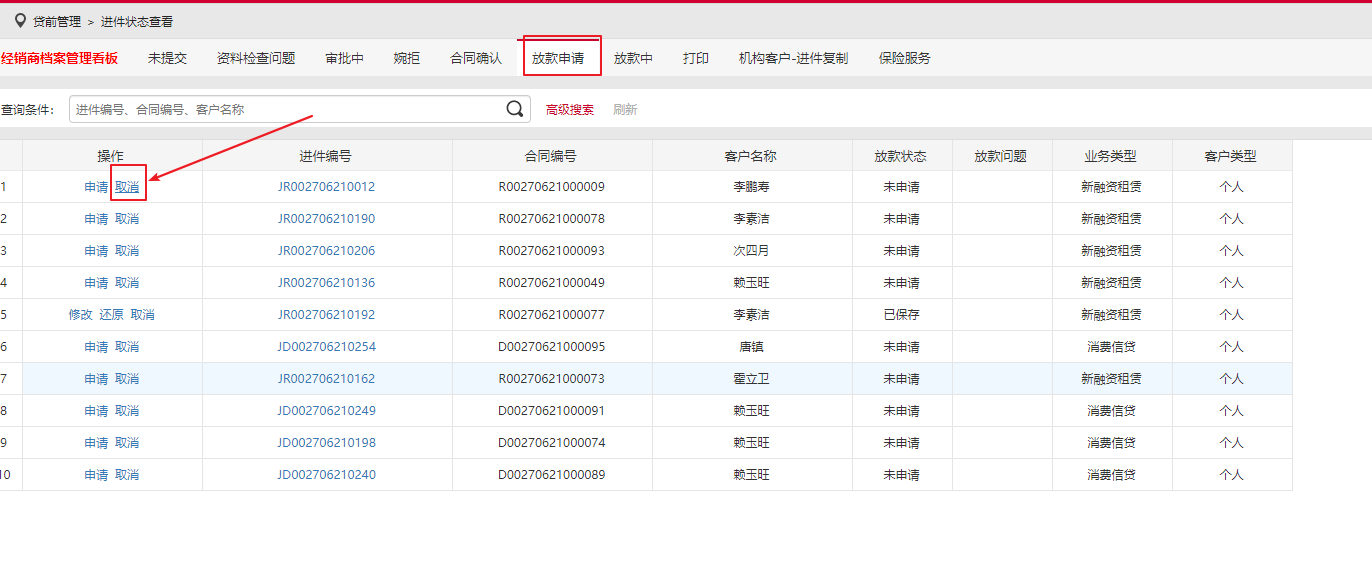 贷前管理 > 进件状态查看
经销商档案管理看板 未提交 资料检查问题 审批中 婉拒 合同确认 放款申请 放款中 打印 机构客户-进件复制 保险服务
查询条件: 进件编号、合同编号、客户名称 高级搜索 刷新
操作 进件编号 合同编号 客户名称 放款状态 放款问题 业务类型 客户类型
1 申请 取消 JR002706210012 R00270621000009 李鹏寿 未申请 新融资租赁 个人
2 申请 取消 JR002706210190 R00270621000078 李素洁 未申请 新融资租赁 个人
3 申请 取消 JR002706210206 R00270621000093 次四月 未申请 新融资租赁 个人
4 申请 取消 JR002706210136 R00270621000049 赖玉旺 未申请 新融资租赁 个人
5 修改 还原 取消 JR002706210192 R00270621000077 李素洁 已保存 新融资租赁 个人
6 申请 取消 JD002706210254 D00270621000095 唐镇 未申请 消费信贷 个人
7 申请 取消 JR002706210162 R00270621000073 霍立卫 未申请 新融资租赁 个人
8 申请 取消 JD002706210249 D00270621000091 赖玉旺 未申请 消费信贷 个人
9 申请 取消 JD002706210198 D00270621000074 赖玉旺 未申请 消费信贷 个人
10 申请 取消 JD002706210240 D00270621000089 赖玉旺 未申请 消费信贷 个人